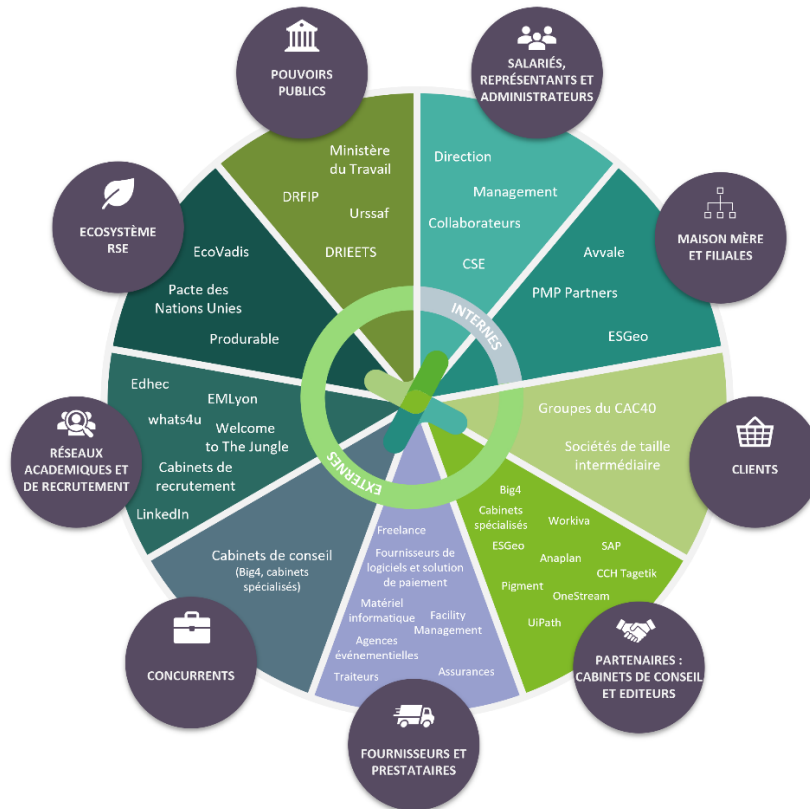 POUVOIRS
PUBLICS
Ministère
du Travail
DRFIP
Urssaf
DRIEETS
SALARIÉS,
REPRÉSENTANTS ET
ADMINISTRATEURS
Direction
Management
Collaborateurs
CSE
MAISON MÈRE
ET FILIALES
Avvale
PMP Partners
ESGeo
CLIENTS
Groupes du CAC40
Sociétés de taille
intermédiaire
PARTENAIRES :
CABINETS DE CONSEIL
ET EDITEURS
Big4
Cabinets
spécialisés
Workiva
ESGeo
SAP
Anaplan
CCH Tagetik
Pigment
OneStream
UiPath
FOURNISSEURS ET
PRESTATAIRES
Freelance
Fournisseurs de
logiciels et solution
de paiement
Matériel
informatique
Facility
Management
Agences
événementielles
Traiteurs
Assurances
CONCURRENTS
Cabinets de conseil
(Big4, cabinets
spécialisés)
RÉSEAUX
ACADEMIQUES ET
DE RECRUTEMENT
Edhec
EMLyon
whats4u
Welcome
to The Jungle
Cabinets de
recrutement
LinkedIn
ECOSYSTÈME
RSE
EcoVadis
Pacte des
Nations Unies
Produrable
INTERNES
EXTERNES